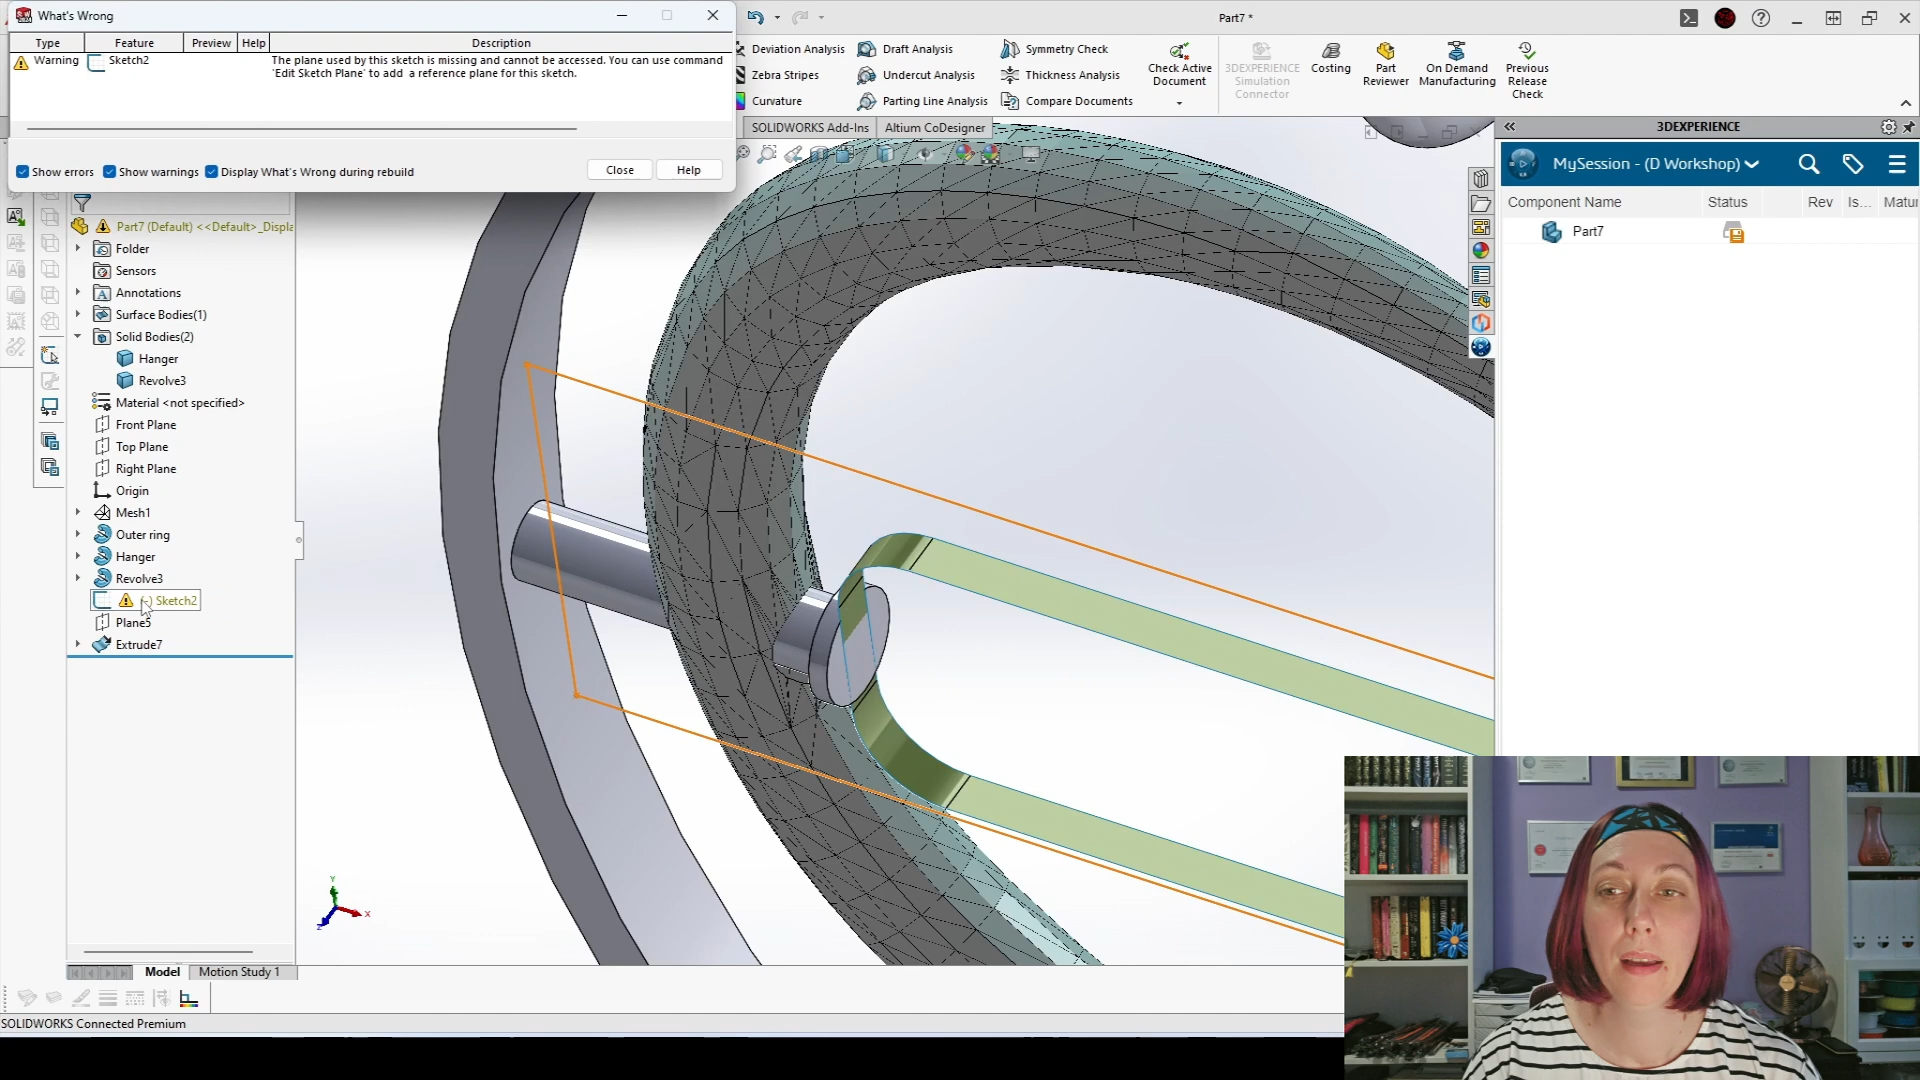 What's Wrong
Type Feature Preview Help Description
Warning Sketch2 The plane used by this sketch is missing and cannot be accessed. You can use command
`Edit Sketch Plane` to add a reference plane for this sketch.
Show errors Show warnings Display What's Wrong during rebuild Close Help
Part7 *
Deviation Analysis Draft Analysis Symmetry Check
Zebra Stripes Undercut Analysis Thickness Analysis
Curvature Parting Line Analysis Compare Documents
Check Active
Document
3DEXPERIENCE
Simulation
Connector
Costing
Part
Reviewer
On Demand
Manufacturing
Previous
Release
Check
SOLIDWORKS Add-Ins Altium CoDesigner
3DEXPERIENCE
MySession - (D Workshop)
Component Name Status Rev Is... Matur
Part7
Part7 (Default) <<Default>_Displa
Folder
Sensors
Annotations
Surface Bodies(1)
Solid Bodies(2)
Hanger
Revolve3
Material <not specified>
Front Plane
Top Plane
Right Plane
Origin
Mesh1
Outer ring
Hanger
Revolve3
(-) Sketch2
Plane5
Extrude7
Y
X
Z
Model Motion Study 1
SOLIDWORKS Connected Premium